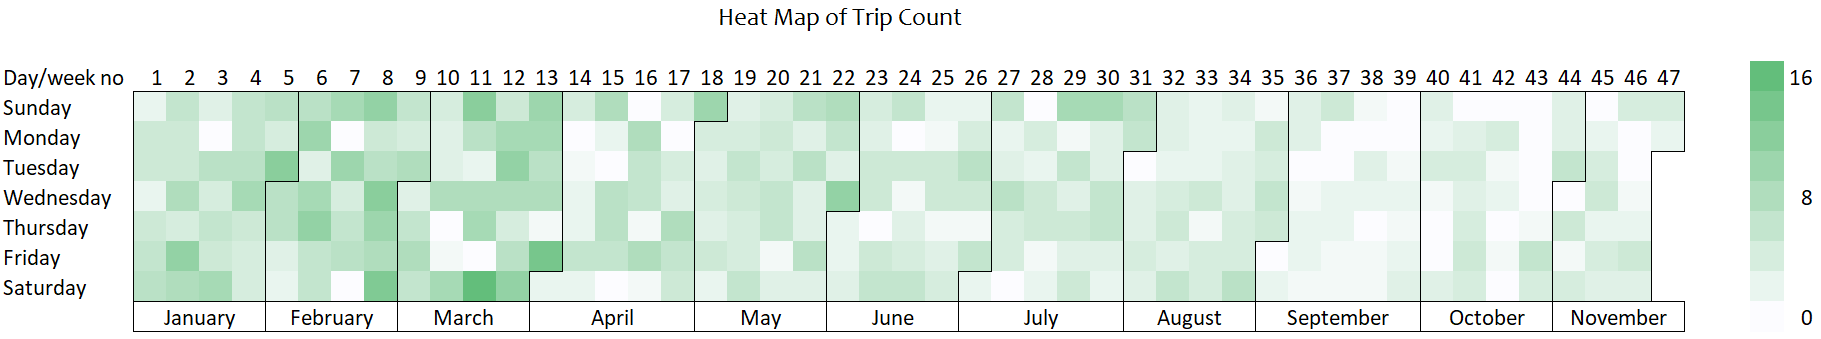 Heat Map of Trip Count
Day/week no 1 2 3 4 5 6 7 8 9 10 11 12 13 14 15 16 17 18 19 20 21 22 23 24 25 26 27 28 29 30 31 32 33 34 35 36 37 38 39 40 41 42 43 44 45 46 47
16
Sunday
Monday
Tuesday
Wednesday
8
Thursday
Friday
Saturday
January February March April May June July August September October November
0